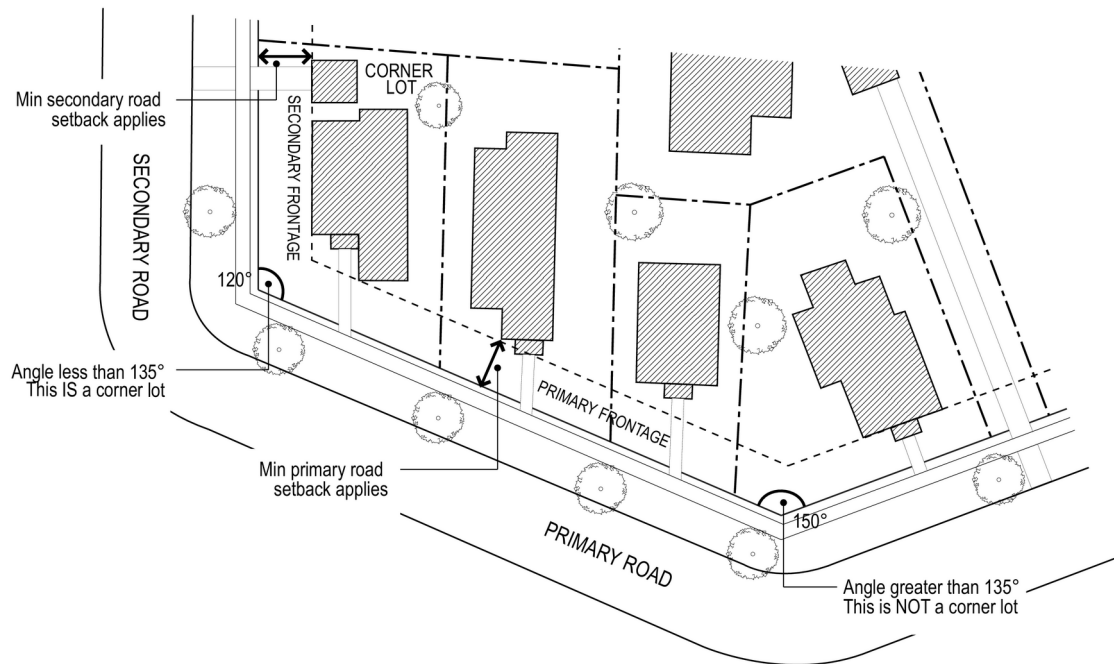 Min secondary road
setback applies
CORNER
LOT
SECONDARY FRONTAGE
SECONDARY ROAD
120°
Angle less than 135°
This IS a corner lot
PRIMARY FRONTAGE
Min primary road
setback applies
150°
PRIMARY ROAD
Angle greater than 135°
This is NOT a corner lot